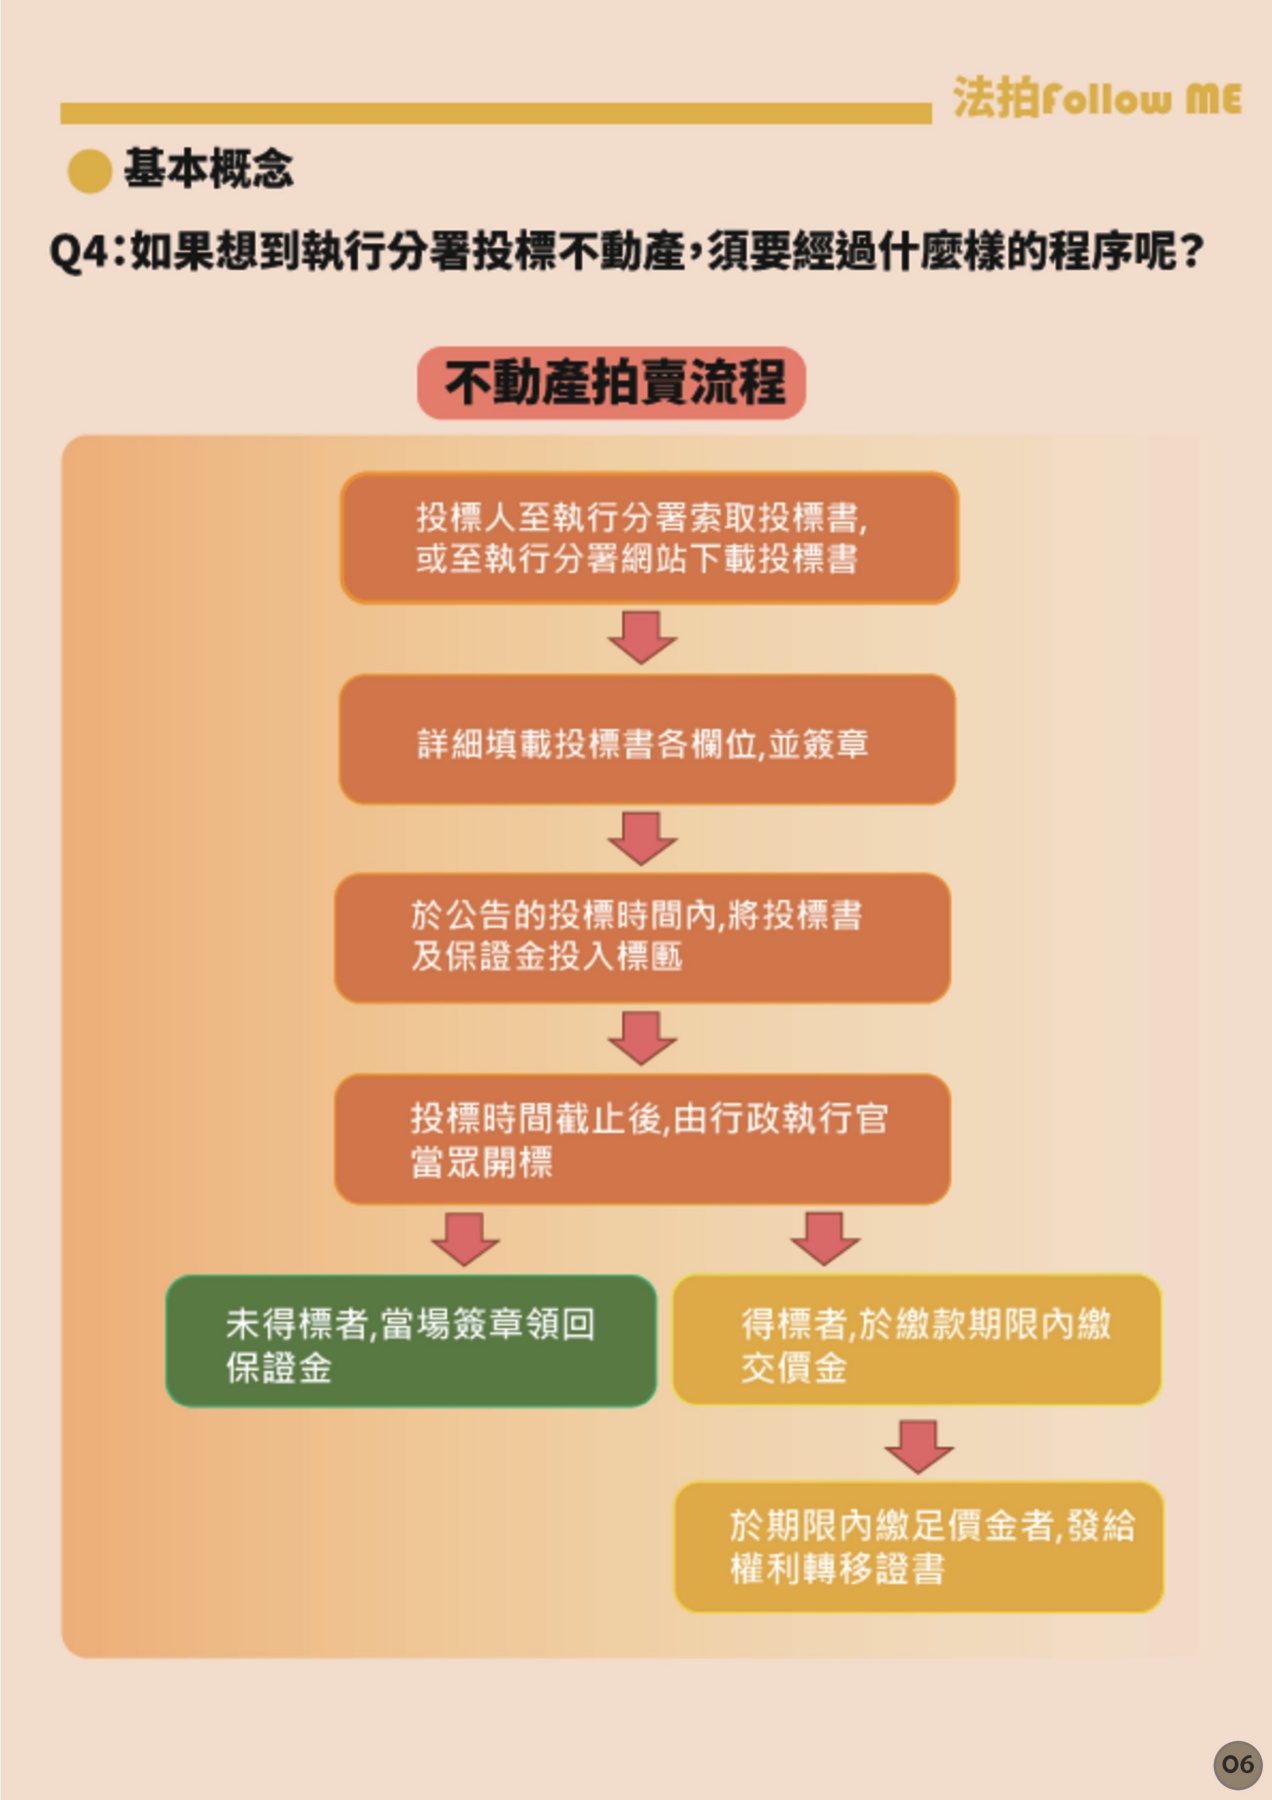 法拍Follow ME
基本概念
Q4：如果想到執行分署投標不動產，須要經過什麼樣的程序呢？
不動產拍賣流程
投標人至執行分署索取投標書,
或至執行分署網站下載投標書
詳細填載投標書各欄位,並簽章
於公告的投標時間內,將投標書
及保證金投入標匭
投標時間截止後,由行政執行官
當眾開標
未得標者,當場簽章領回
保證金
得標者,於繳款期限內繳
交價金
於期限內繳足價金者,發給
權利轉移證書
06